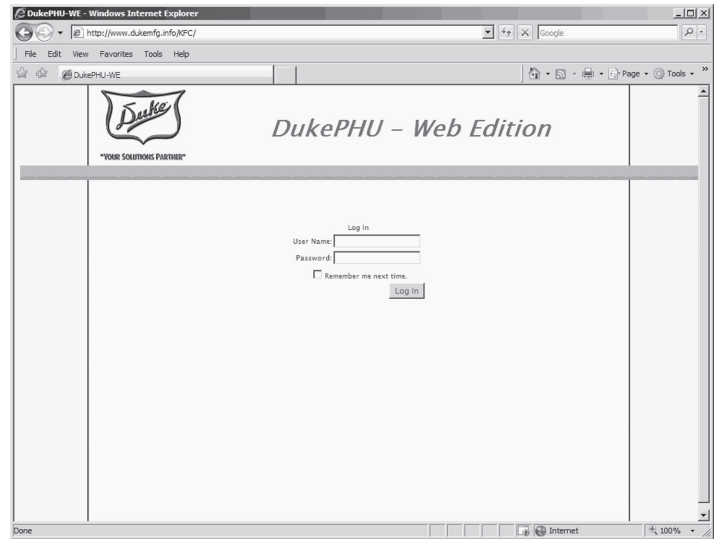 DukePHU-WE - Windows Internet Explorer
http://www.dukemfg.info/KFC/
Google
File Edit View Favorites Tools Help
DukePHU-WE
Page Tools »
Duke
"YOUR SOLUTIONS PARTNER"
DukePHU – Web Edition
Log In
User Name:
Password:
Remember me next time.
Log In
Done
Internet
100%